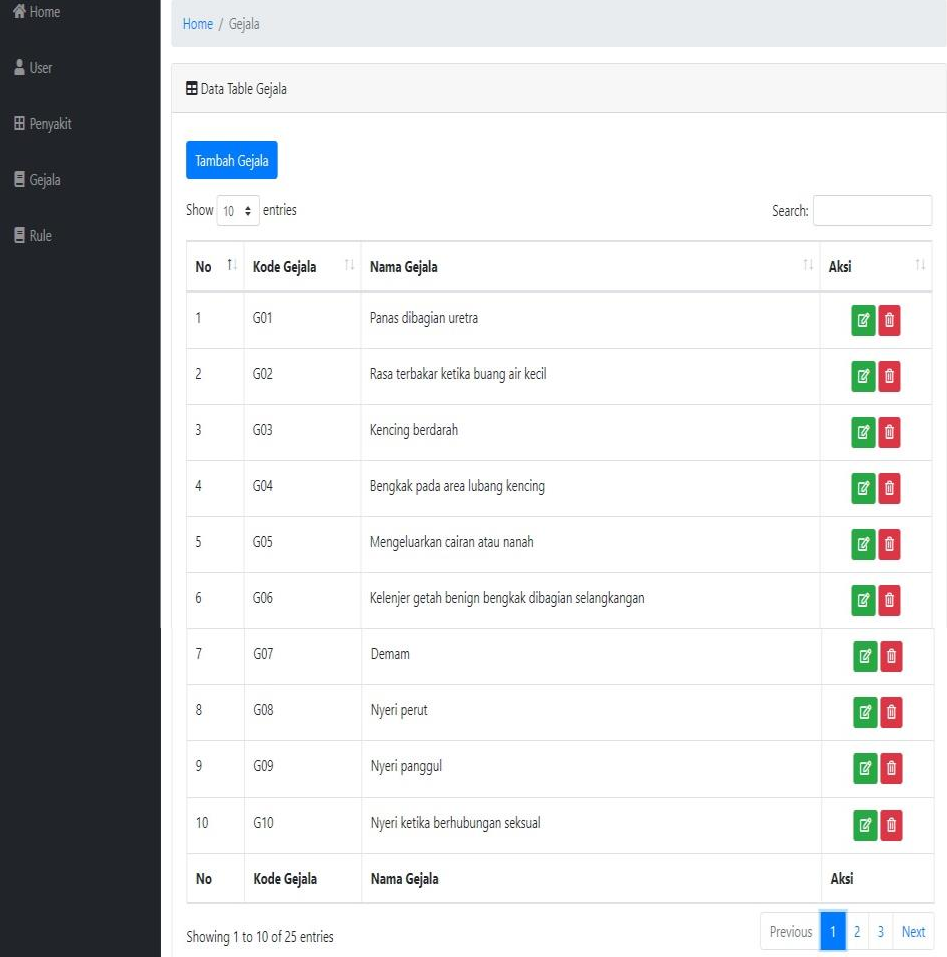 Home
User
Penyakit
Gejala
Rule
Home / Gejala
Data Table Gejala
Tambah Gejala
Show 10 entries Search:
No Kode Gejala Nama Gejala Aksi
1 G01 Panas dibagian uretra
2 G02 Rasa terbakar ketika buang air kecil
3 G03 Kencing berdarah
4 G04 Bengkak pada area lubang kencing
5 G05 Mengeluarkan cairan atau nanah
6 G06 Kelenjer getah benign bengkak dibagian selangkangan
7 G07 Demam
8 G08 Nyeri perut
9 G09 Nyeri panggul
10 G10 Nyeri ketika berhubungan seksual
No Kode Gejala Nama Gejala Aksi
Showing 1 to 10 of 25 entries Previous 1 2 3 Next